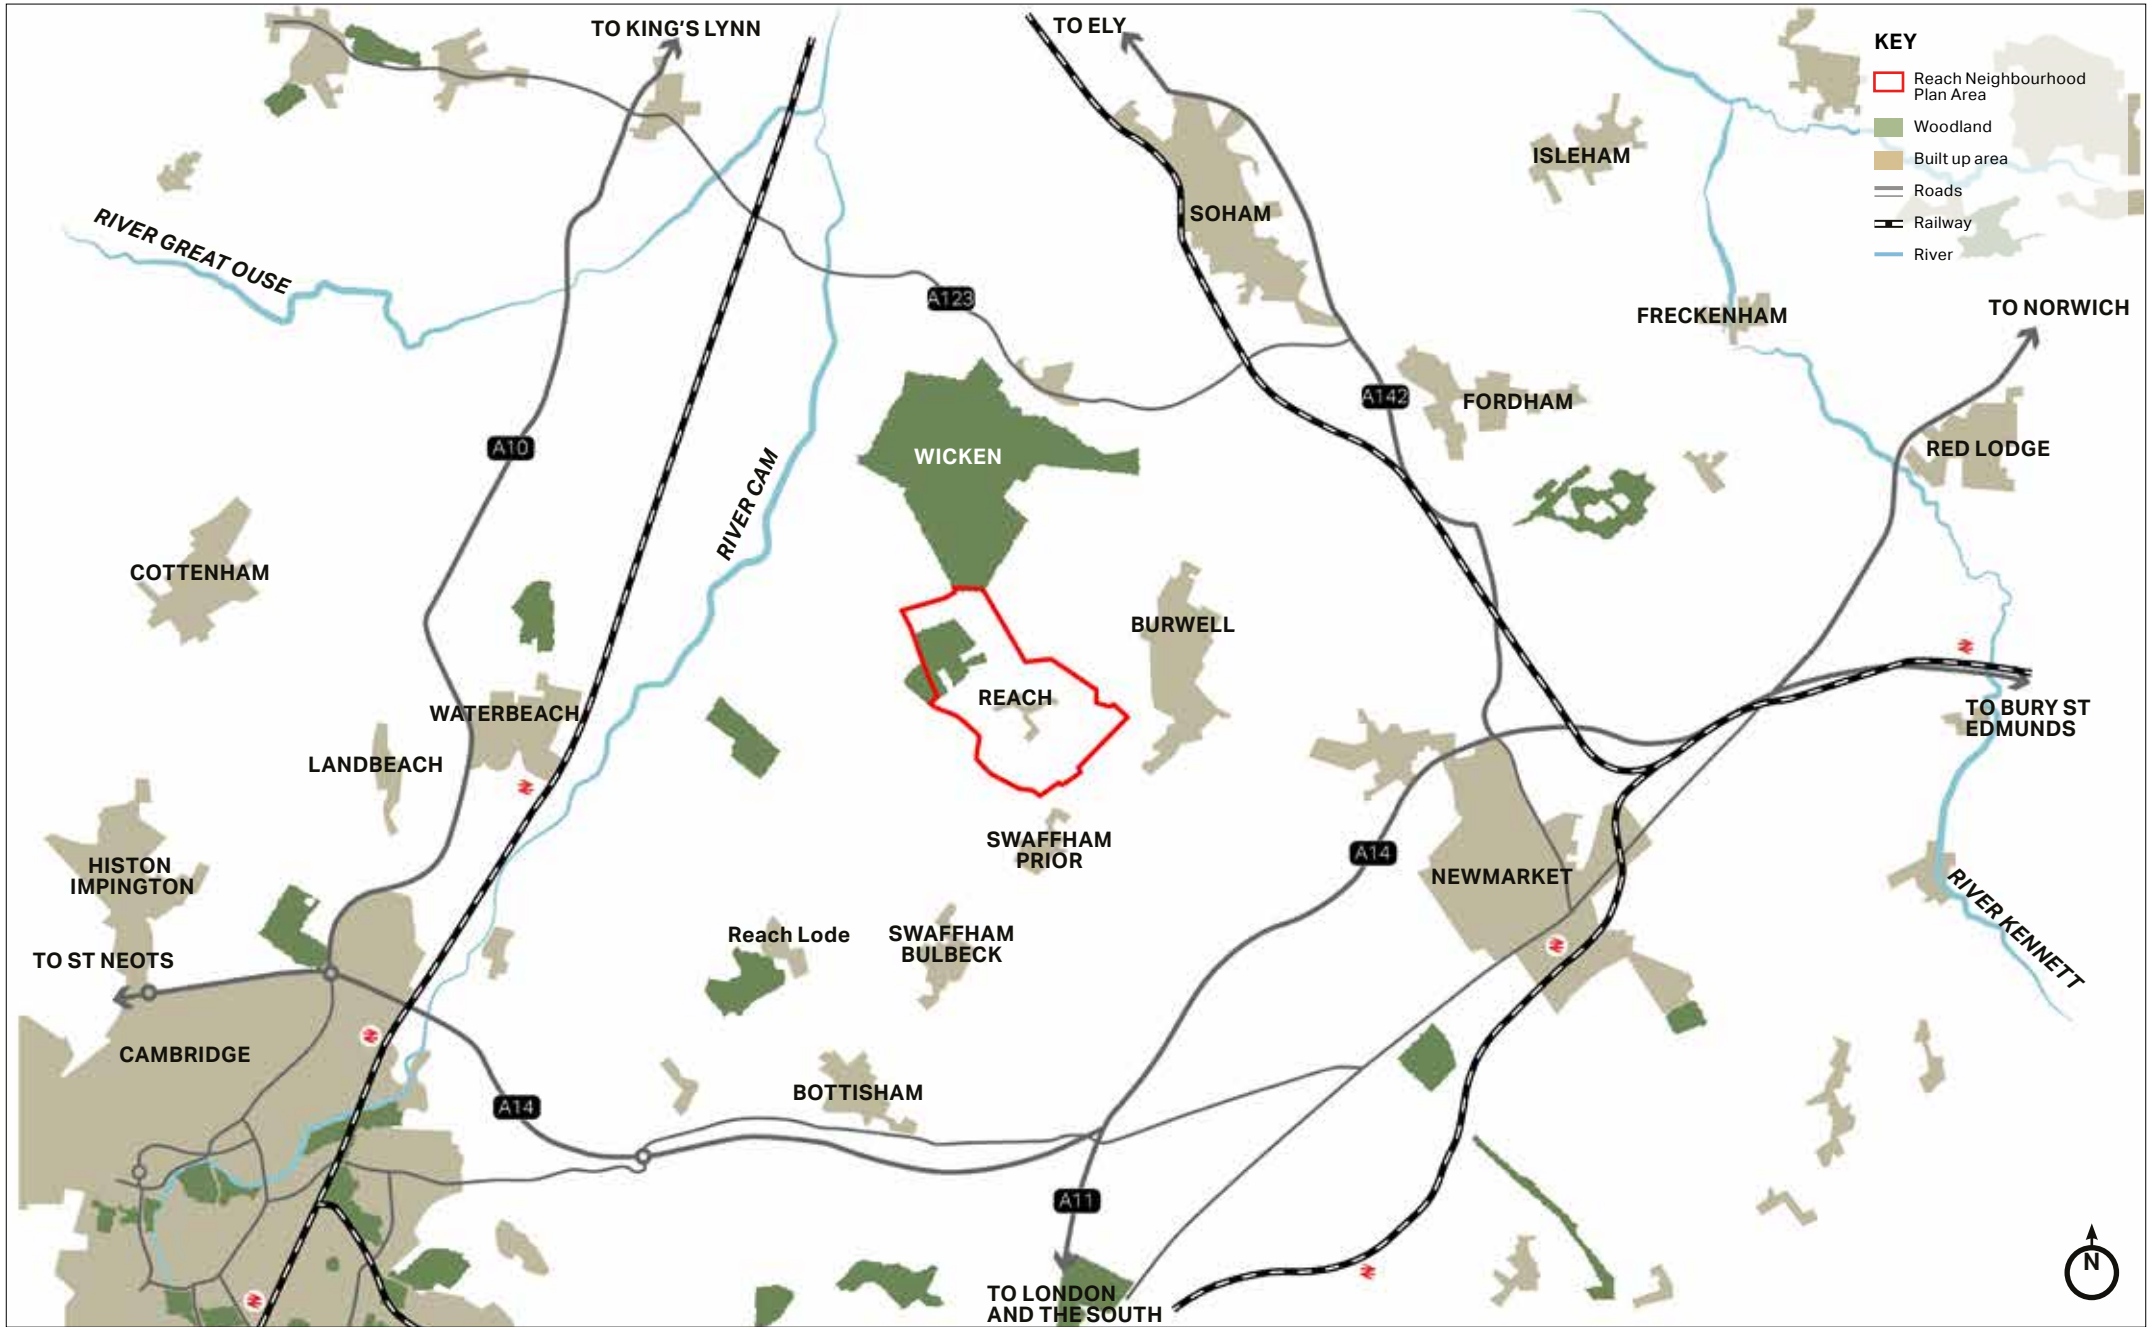 TO KING'S LYNN
TO ELY
KEY
Reach Neighbourhood
Plan Area
Woodland
Built up area
Roads
Railway
River
ISLEHAM
SOHAM
RIVER GREAT OUSE
A123
FRECKENHAM
TO NORWICH
A142
FORDHAM
A10
WICKEN
RED LODGE
RIVER CAM
COTTENHAM
BURWELL
REACH
WATERBEACH
TO BURY ST
EDMUNDS
LANDBEACH
SWAFFHAM
PRIOR
A14
HISTON
IMPINGTON
NEWMARKET
RIVER KENNETT
Reach Lode
SWAFFHAM
BULBECK
TO ST NEOTS
CAMBRIDGE
BOTTISHAM
A14
A11
TO LONDON
AND THE SOUTH
N